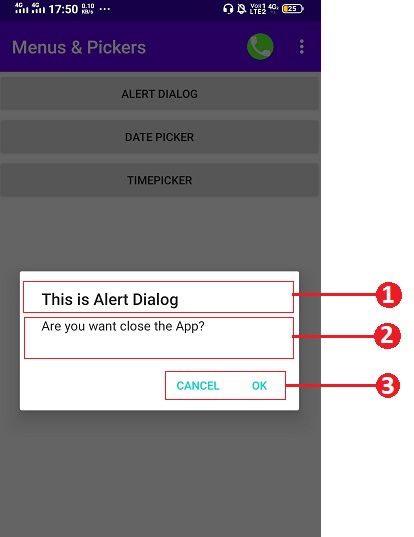 4G 4G 17:50 0.10 KB/s ... Vo) 1 4G LTE2 25
Menus & Pickers
ALERT DIALOG
DATE PICKER
TIMEPICKER
This is Alert Dialog
1
Are you want close the App?
2
CANCEL OK
3